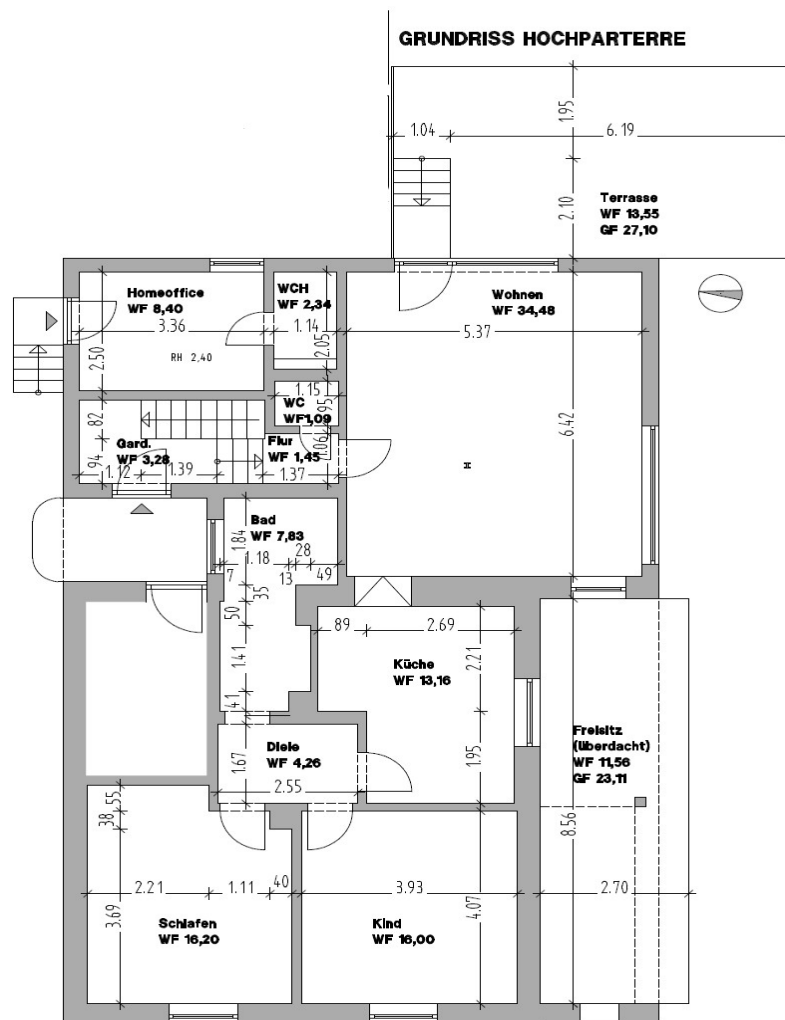 GRUNDRISS HOCHPARTERRE
1.95
1.04
6.19
2.10
Terrasse
WF 13,55
GF 27,10
Homeoffice
WF 8,40
3.36
RH 2,40
2.50
WCH
WF 2,34
1.14
2.05
Wohnen
WF 34,48
5.37
6.42
1.15
WC
WF1,09
95
82
Gard.
WF 3,28
94
1.12
1.39
Flur
WF 1,45
1.06
1.37
Bad
WF 7,83
1.84
1.18
28
7
13
49
35
50
1.41
41
89
2.69
Küche
WF 13,16
2.21
1.95
Diele
WF 4,26
1.67
2.55
Freisitz
(überdacht)
WF 11,56
GF 23,11
8.56
2.70
55
38
2.21
1.11
40
3.69
Schlafen
WF 16,20
3.93
4.07
Kind
WF 16,00